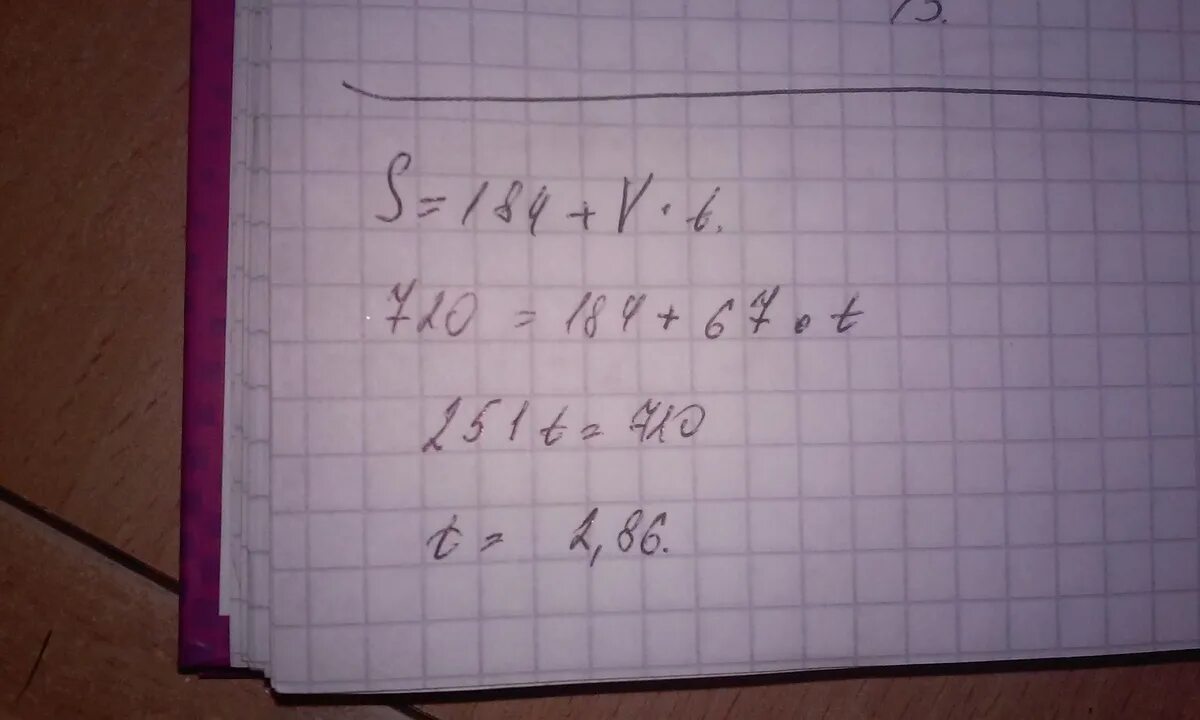 S = 184 + V · t.
720 = 184 + 67 · t
251 t = 720
t = 2,86.